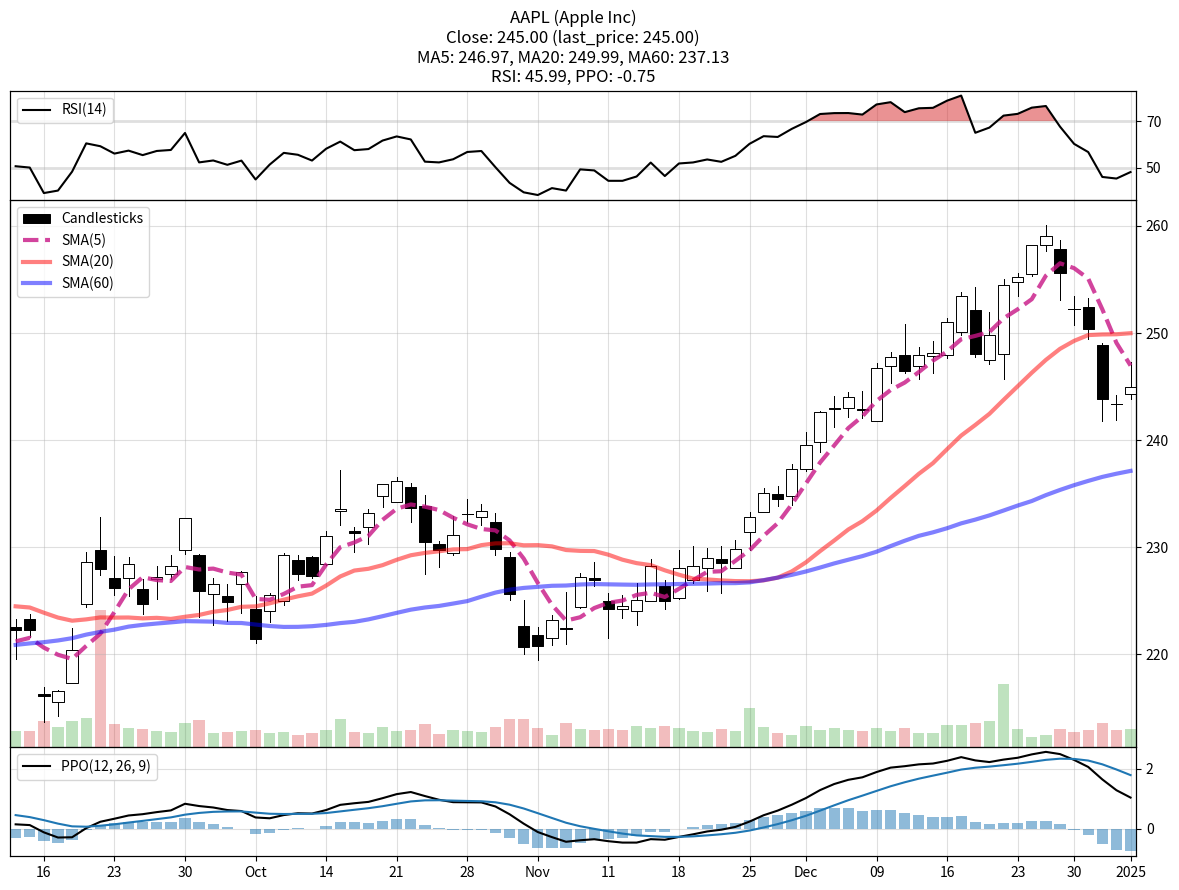 AAPL (Apple Inc)
Close: 245.00 (last_price: 245.00)
MA5: 246.97, MA20: 249.99, MA60: 237.13
RSI: 45.99, PPO: -0.75
RSI(14)
70
50
Candlesticks
SMA(5)
SMA(20)
SMA(60)
260
250
240
230
220
PPO(12, 26, 9)
2
0
16 23 30 Oct 14 21 28 Nov 11 18 25 Dec 09 16 23 30 2025